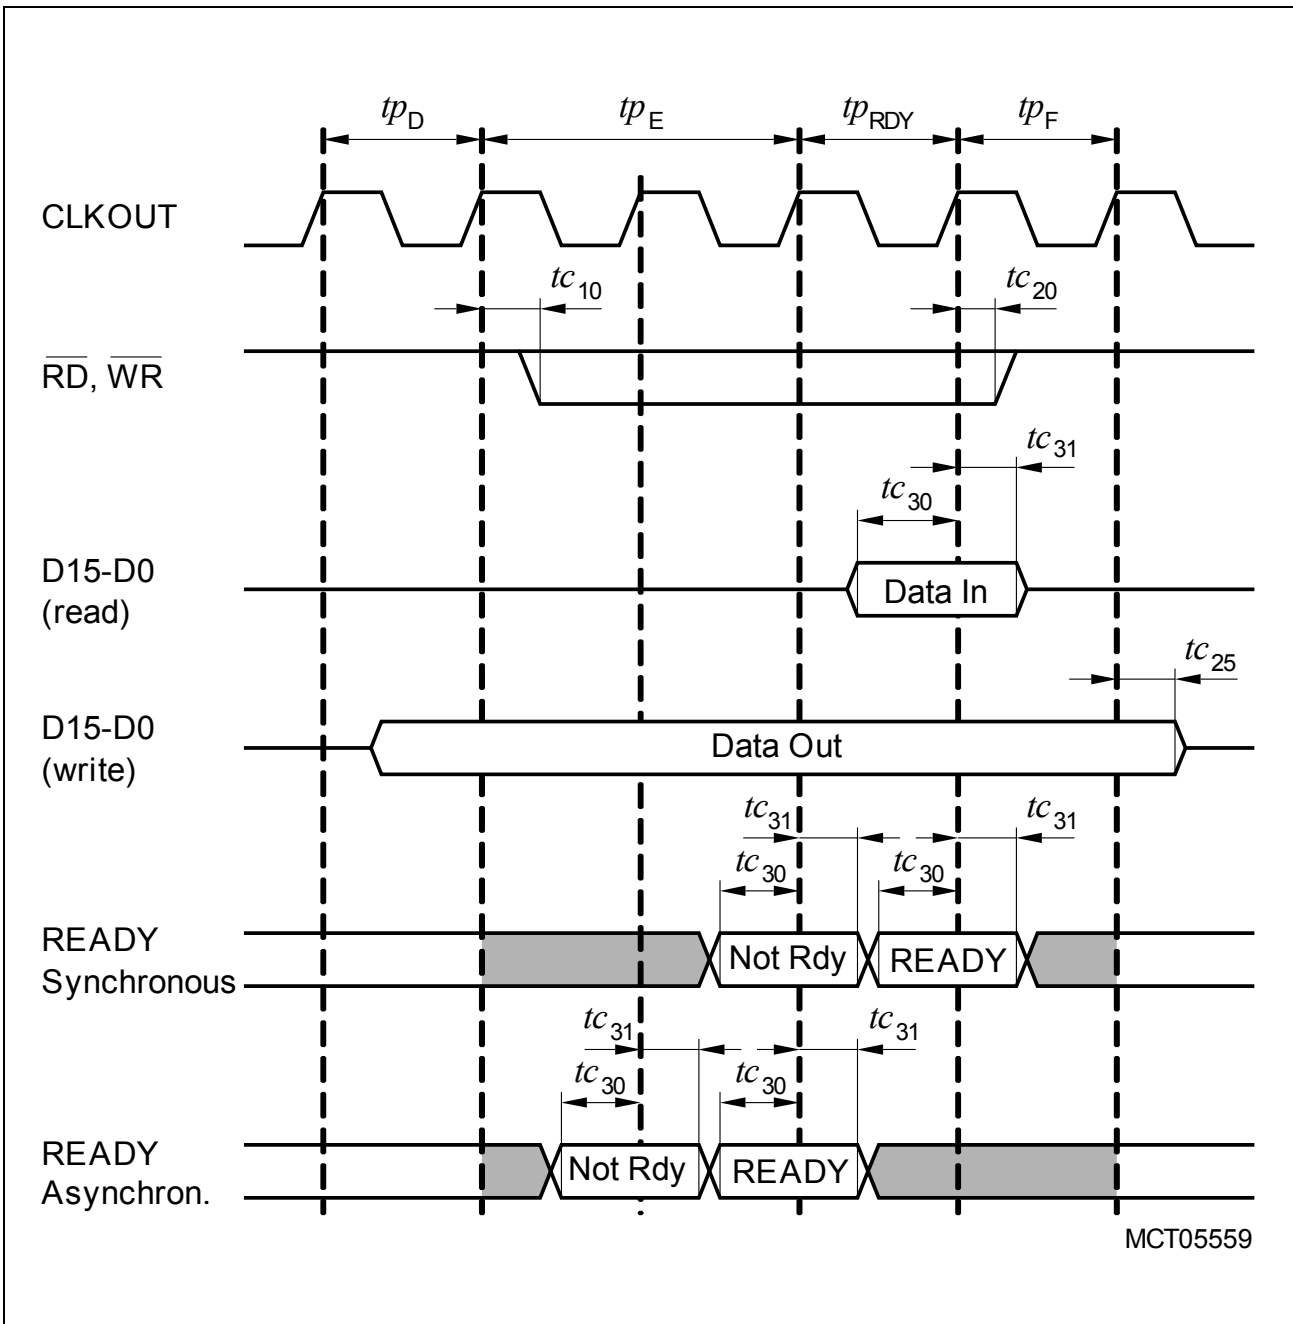 tpD tpE tpRDY tpF
CLKOUT
tc10 tc20
RD, WR
tc31
tc30
D15-D0
(read)
Data In
tc25
D15-D0
(write)
Data Out
tc31 tc31
tc30 tc30
READY
Synchronous
Not Rdy READY
tc31 tc31
tc30 tc30
READY
Asynchron.
Not Rdy READY
MCT05559